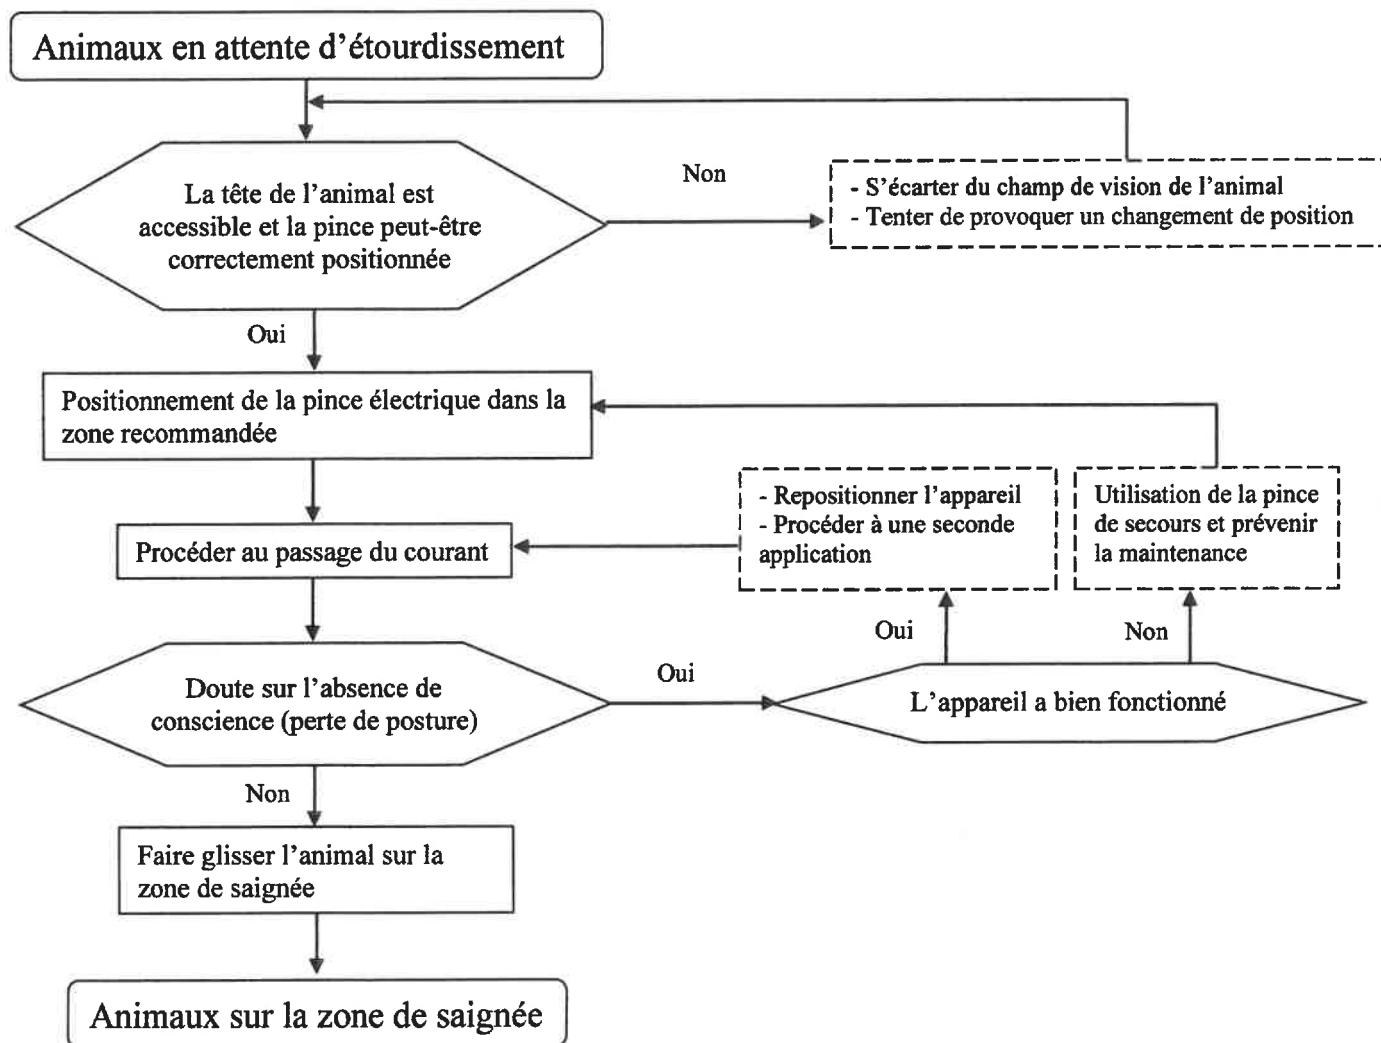 Animaux en attente d'étourdissement
La tête de l'animal est
accessible et la pince peut-être
correctement positionnée
Non
- S'écarter du champ de vision de l'animal
- Tenter de provoquer un changement de position
Oui
Positionnement de la pince électrique dans la
zone recommandée
- Repositionner l'appareil
- Procéder à une seconde
application
Utilisation de la pince
de secours et prévenir
la maintenance
Procéder au passage du courant
Oui
Non
Doute sur l'absence de
conscience (perte de posture)
Oui
L'appareil a bien fonctionné
Non
Faire glisser l'animal sur la
zone de saignée
Animaux sur la zone de saignée